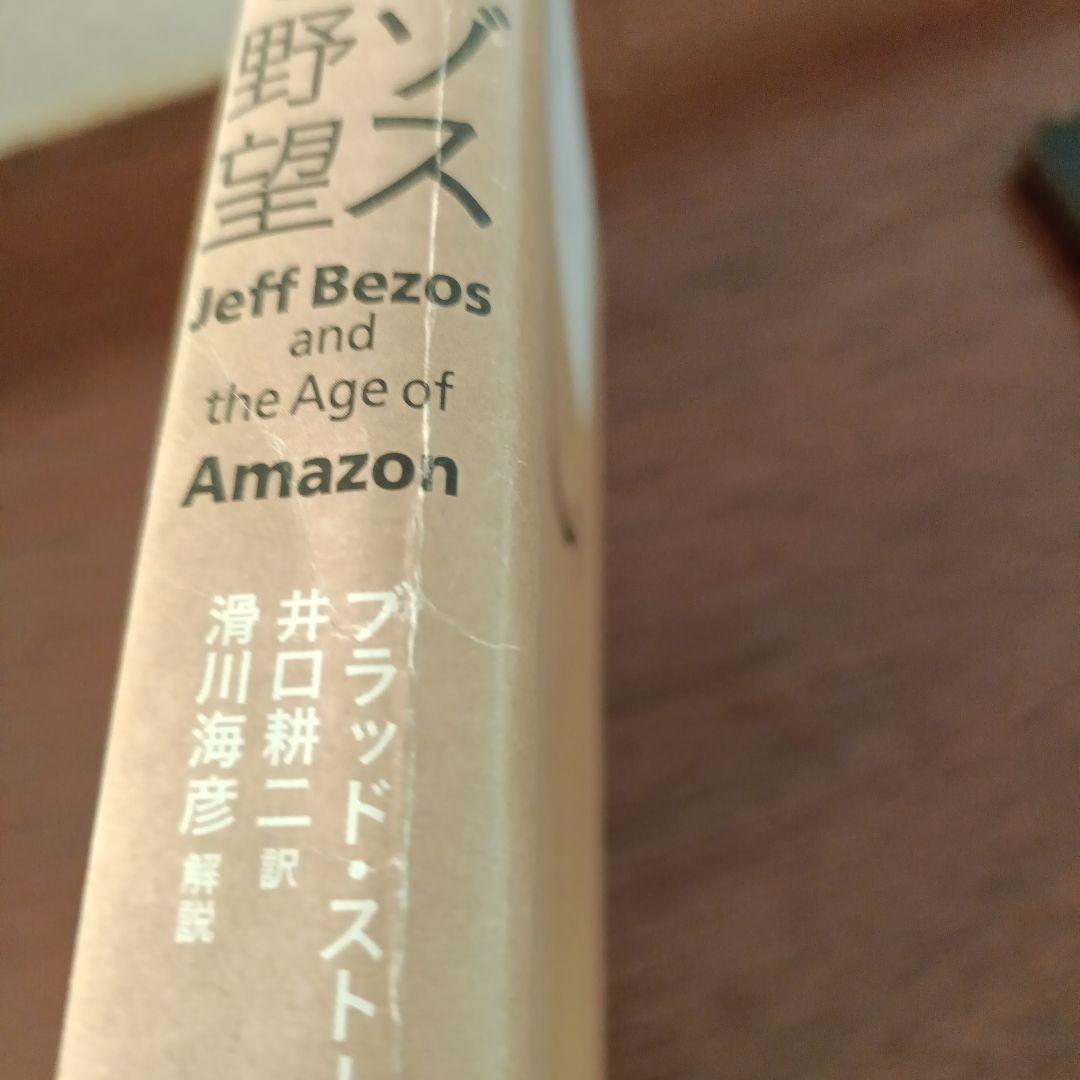 ゾス
野望
Jeff Bezos
and
the Age of
Amazon
ブラッド・スト
井口耕二 訳
滑川海彦 解説